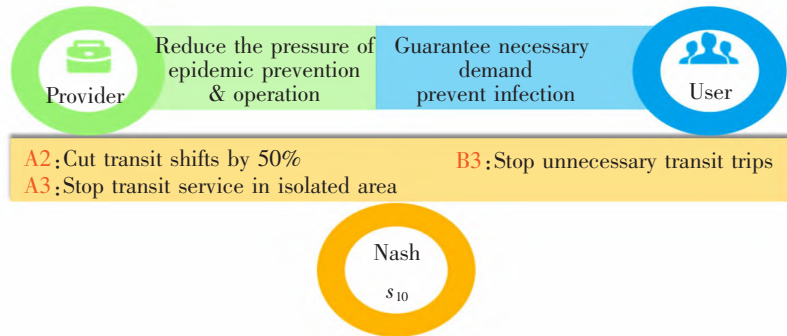 Provider
Reduce the pressure of
epidemic prevention
& operation
Guarantee necessary
demand
prevent infection
User
A2:Cut transit shifts by 50%
A3:Stop transit service in isolated area
B3:Stop unnecessary transit trips
Nash
s10